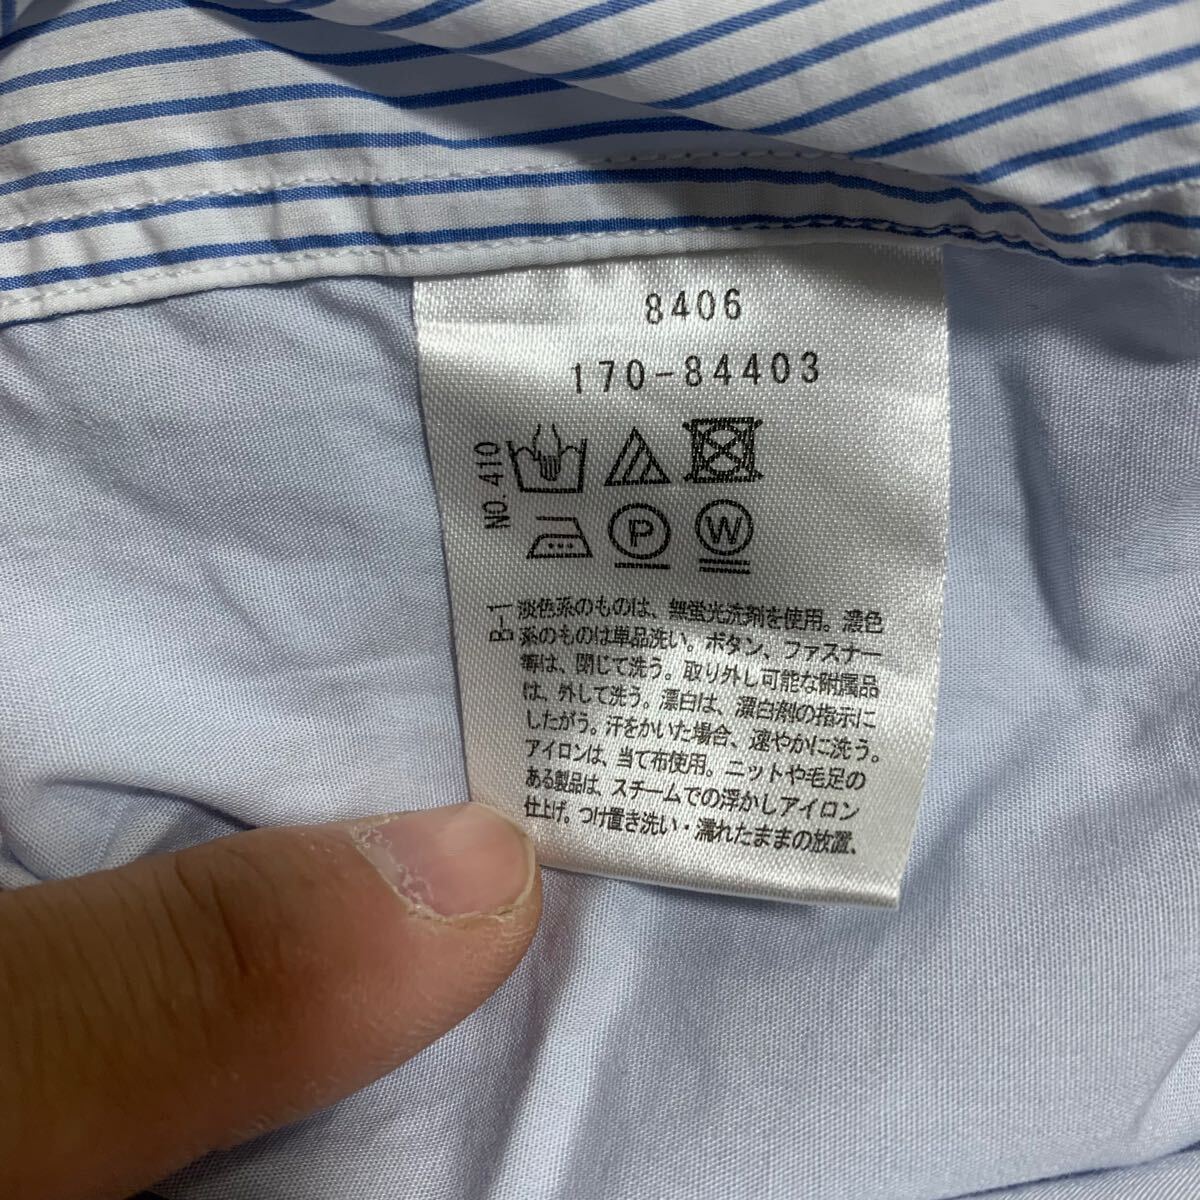 8406
170-84403
NO.410
P
W
B-1
淡色系のものは、無蛍光洗剤を使用。濃色
系のものは単品洗い。ボタン、ファスナー
等は、閉じて洗う。取り外し可能な附属品
は、外して洗う。漂白は、漂白剤の指示に
したがう。汗をかいた場合、速やかに洗う。
アイロンは、当て布使用。ニットや毛足の
ある製品は、スチームでの浮かしアイロン
仕上げ。つけ置き洗い・濡れたままの放置、